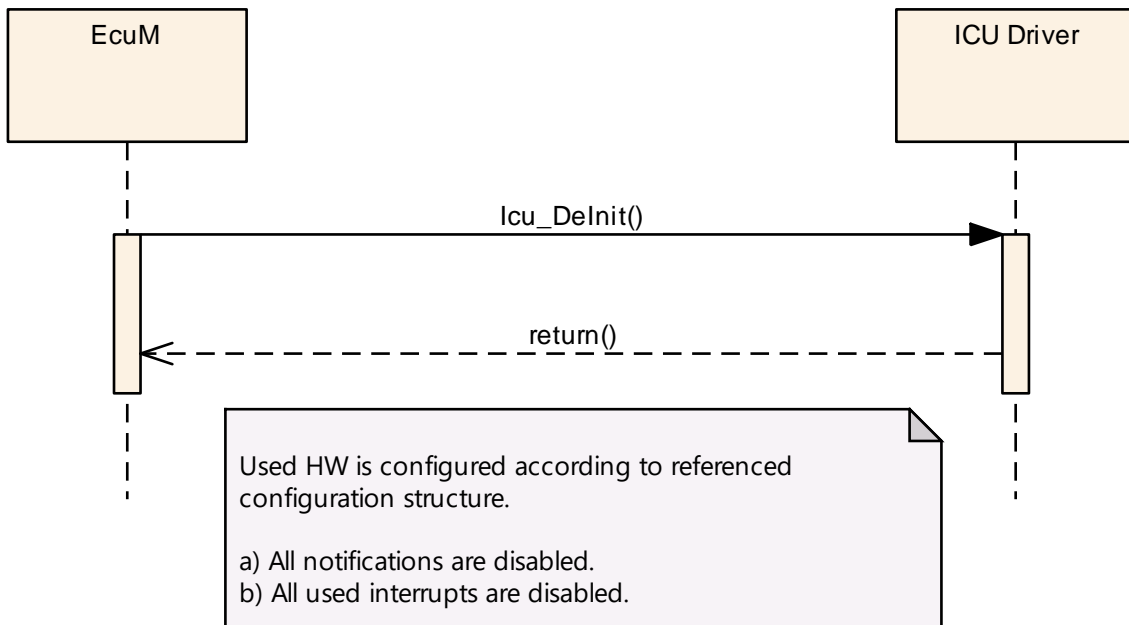 EcuM
ICU Driver
Icu_DeInit()
return()
Used HW is configured according to referenced
configuration structure.
a) All notifications are disabled.
b) All used interrupts are disabled.